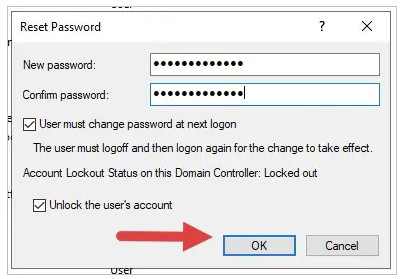 User
Reset Password
New password:
●●●●●●●●●●●●●
Confirm password:
●●●●●●●●●●●●●
User must change password at next logon
The user must logoff and then logon again for the change to take effect.
Account Lockout Status on this Domain Controller: Locked out
Unlock the user's account
OK
Cancel
User